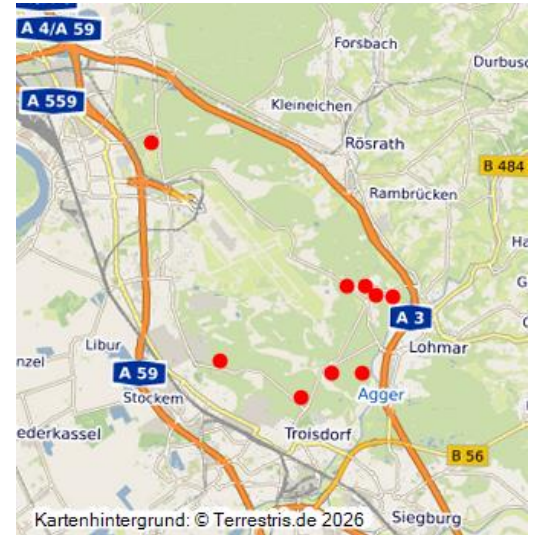 A 4/A 59
Forsbach
Durbusc
A 559
Kleineichen
Rösrath
B 484
Rambrücken
Ha
G
A 3
Libur
Lohmar
nzel
A 59
Stockem
Agger
ederkassel
Troisdorf
B 56
Siegburg
Kartenhintergrund: © Terrestris.de 2026